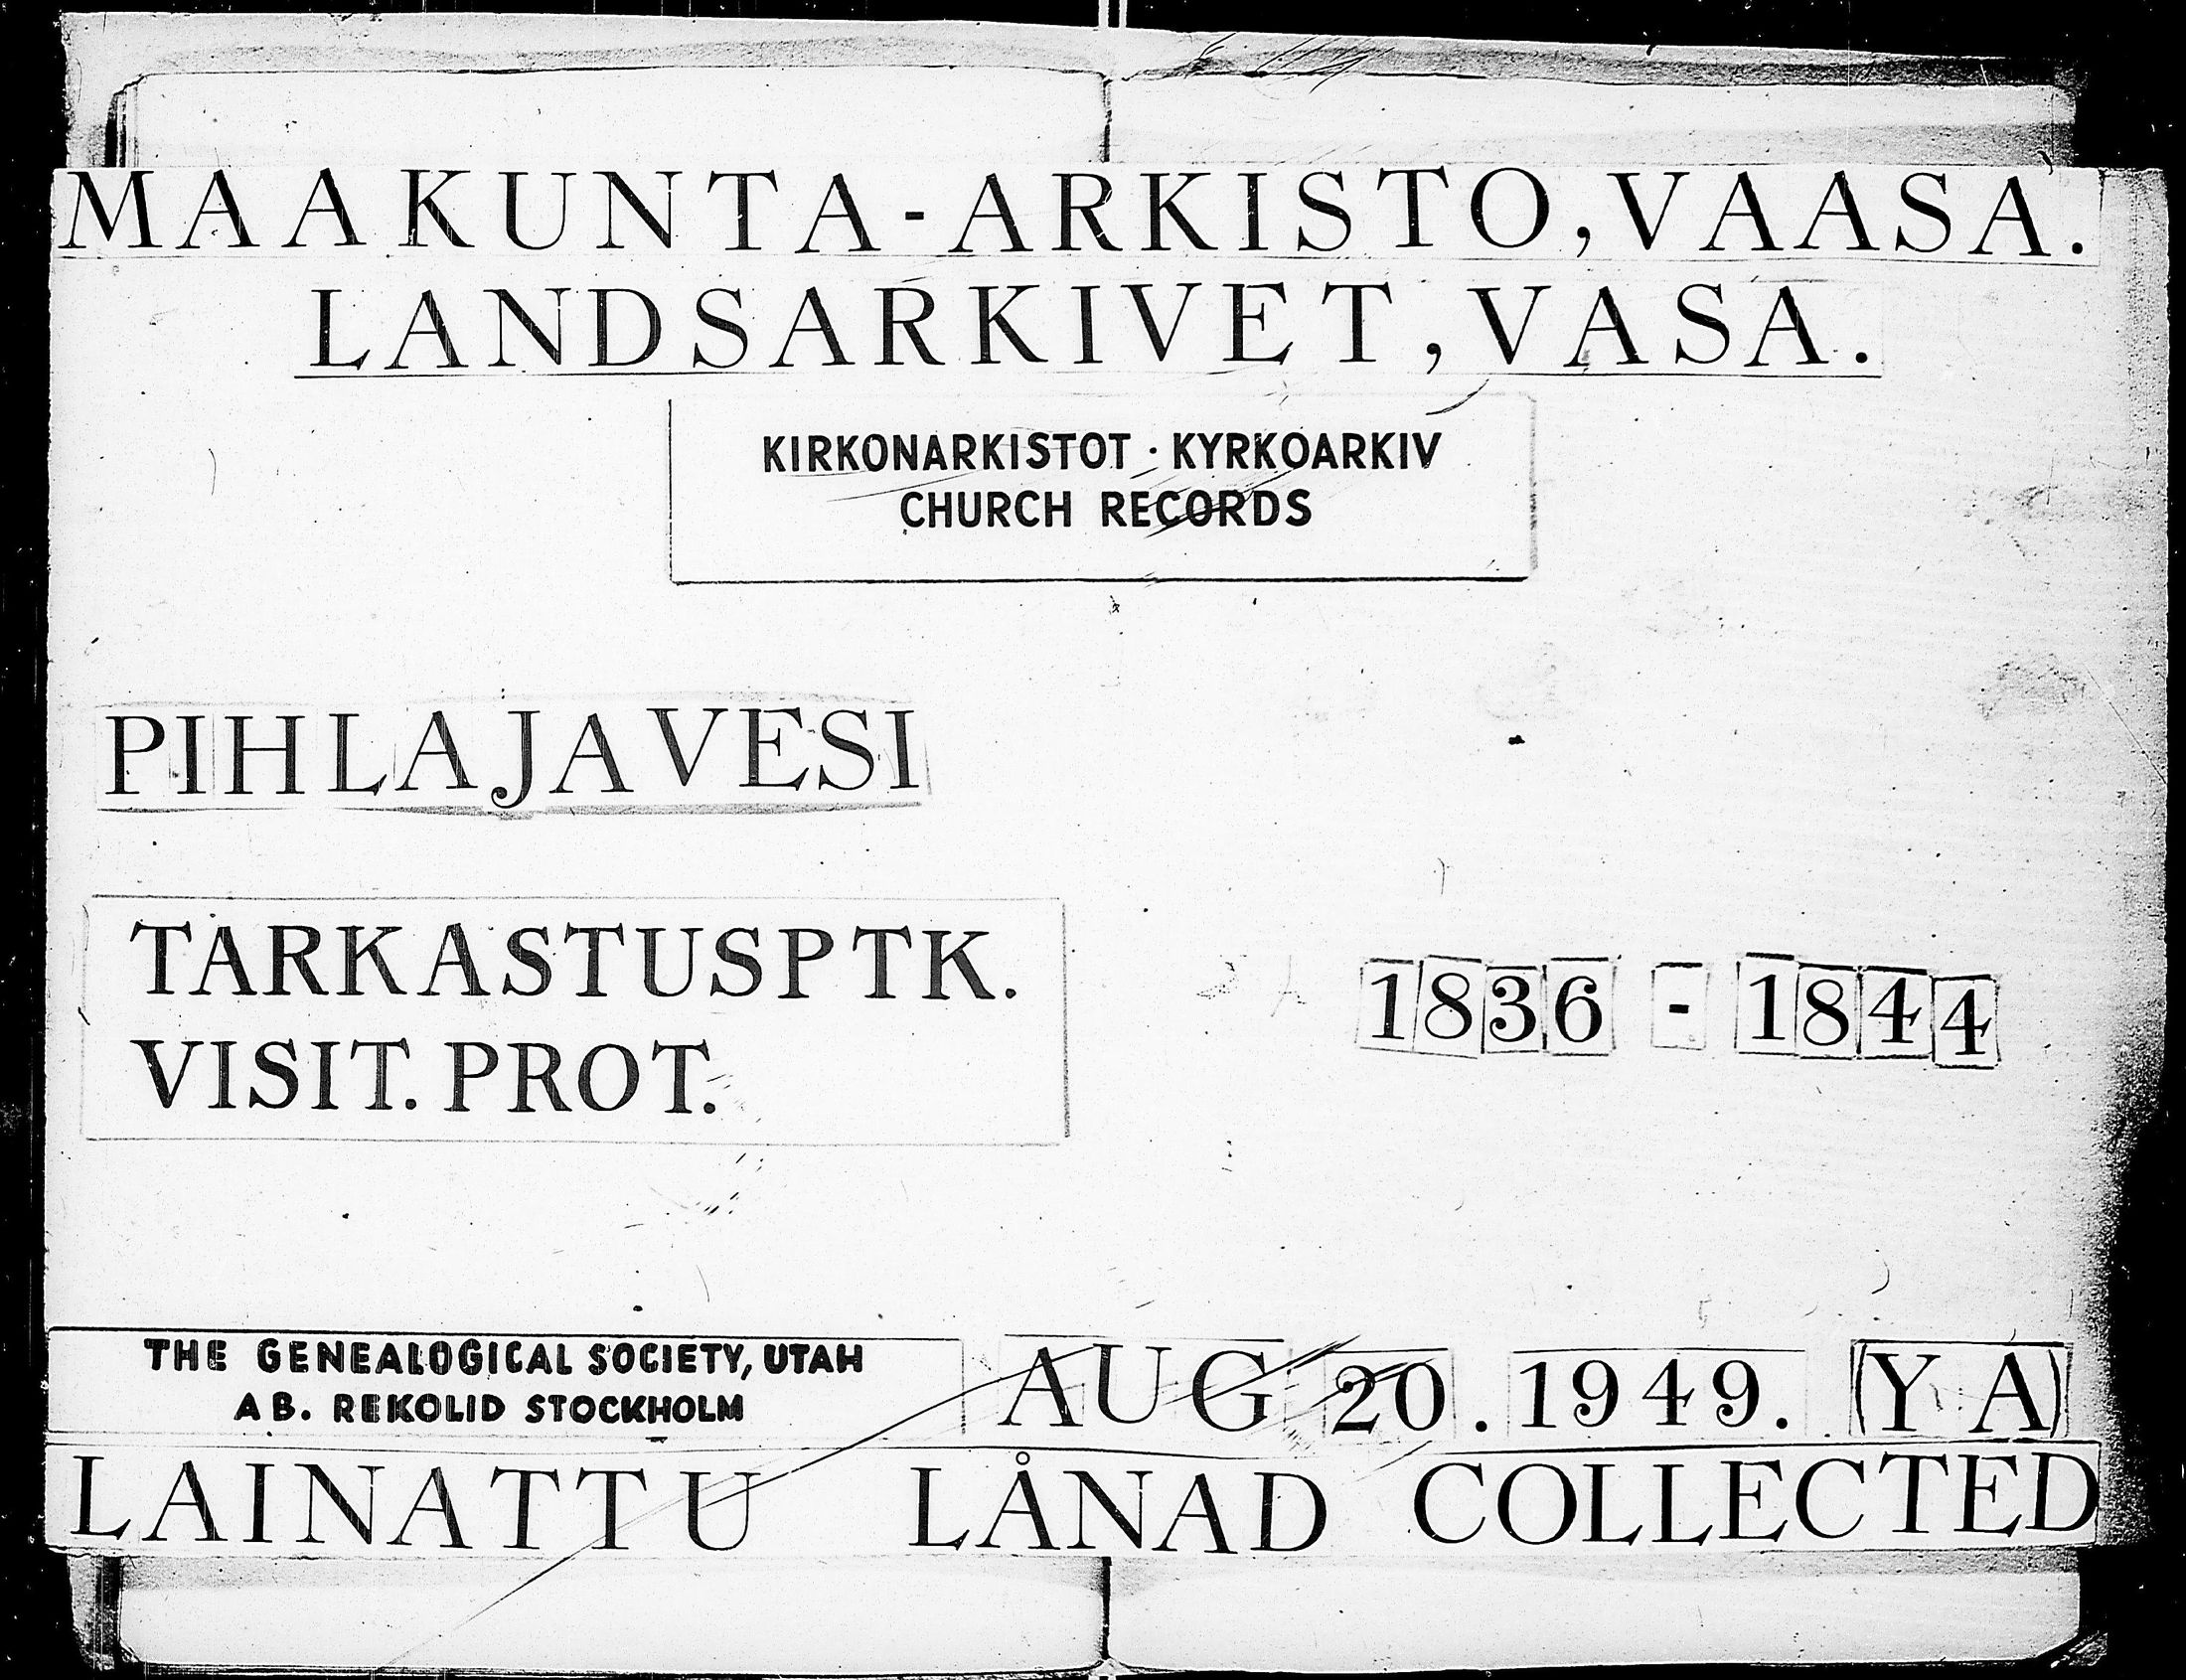 MAAKUNTA-ARKISTO, VAASA.
LANDSARKIVET, VASA.
KIRKONARKISTOT · KYRKOARKIV
CHURCH RECORDS
PIHLAJAVESI
TARKASTUSPTK.
VISIT. PROT.
1836 - 1844
THE GENEALOGICAL SOCIETY, UTAH
AB. REKOLID STOCKHOLM
AUG 20. 1949. (Y A)
LAINATTU LÅNAD COLLECTED